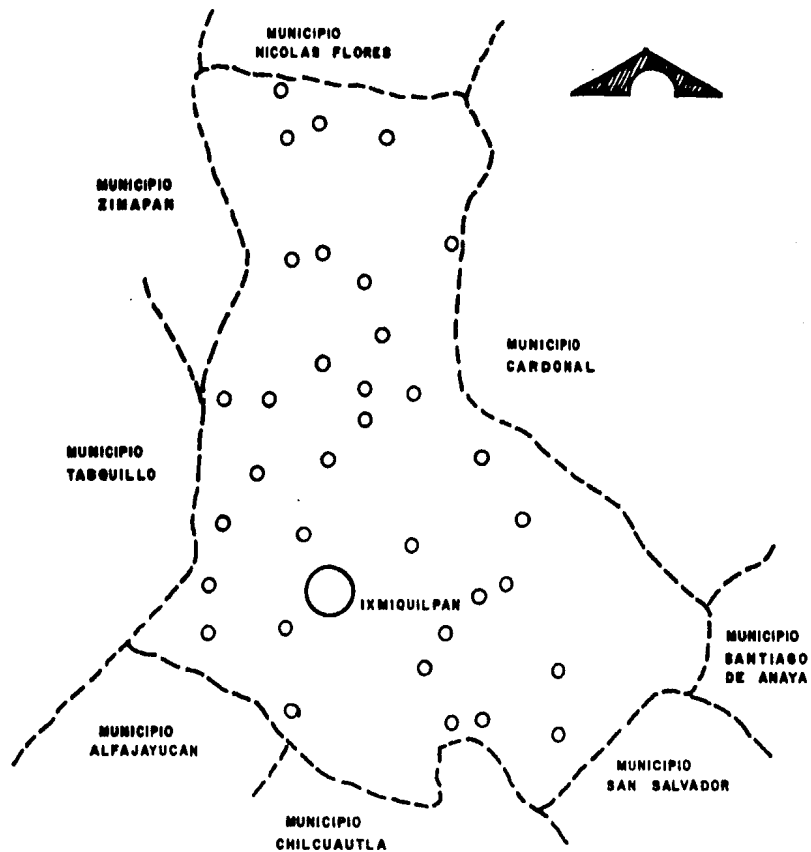 MUNICIPIO
NICOLAS FLORES
MUNICIPIO
ZIMAPAN
MUNICIPIO
CARDONAL
MUNICIPIO
TASQUILLO
IXMIQUILPAN
MUNICIPIO
SANTIAGO
DE ANAYA
MUNICIPIO
ALFAJAYUCAN
MUNICIPIO
SAN SALVADOR
MUNICIPIO
CHILCUAUTLA